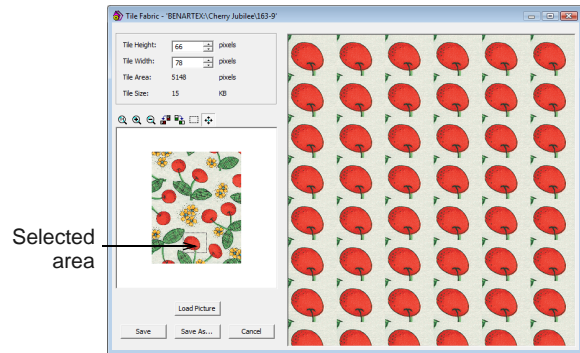 Tile Fabric - 'BENARTEX:\Cherry Jubilee\163-9'
Tile Height: 66 pixels
Tile Width: 78 pixels
Tile Area: 5148 pixels
Tile Size: 15 KB
Selected
area
Load Picture
Save Save As... Cancel